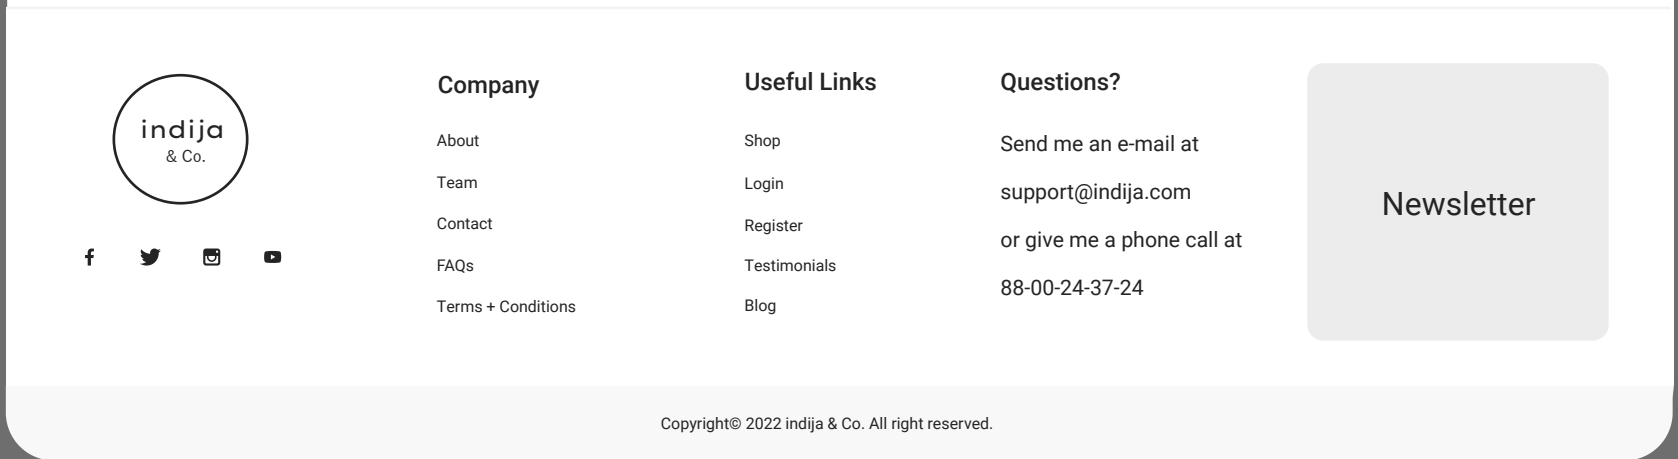 indija
& Co.
Company
About
Team
Contact
FAQs
Terms + Conditions
Useful Links
Shop
Login
Register
Testimonials
Blog
Questions?
Send me an e-mail at
support@indija.com
or give me a phone call at
88-00-24-37-24
Newsletter
Copyright© 2022 indija & Co. All right reserved.